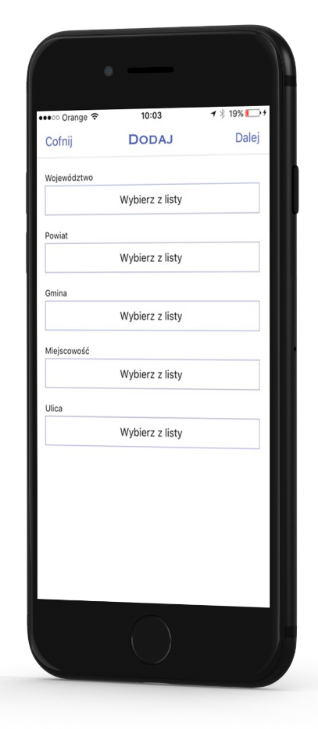 Orange 10:03 19%
Cofnij DODAJ Dalej
Województwo
Wybierz z listy
Powiat
Wybierz z listy
Gmina
Wybierz z listy
Miejscowość
Wybierz z listy
Ulica
Wybierz z listy